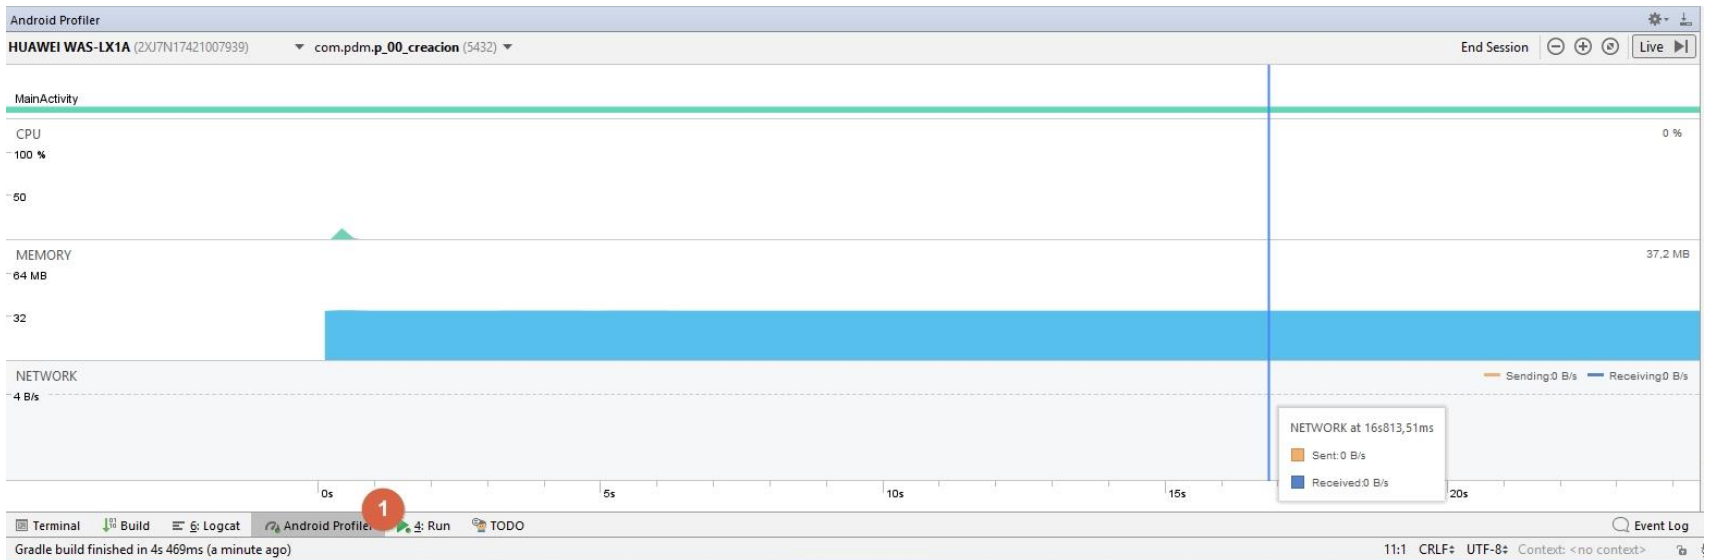 Android Profiler
HUAWEI WAS-LX1A (2XJ7N17421007939) com.pdm.p_00_creacion (5432) End Session Live
MainActivity
CPU 0 %
100 %
50
MEMORY 37,2 MB
64 MB
32
NETWORK Sending:0 B/s Receiving:0 B/s
4 B/s
NETWORK at 16s813,51ms
Sent:0 B/s
Received:0 B/s
0s 5s 10s 15s 20s
1
Terminal Build 6: Logcat Android Profiler 4: Run TODO Event Log
Gradle build finished in 4s 469ms (a minute ago) 11:1 CRLF UTF-8 Context: <no context>